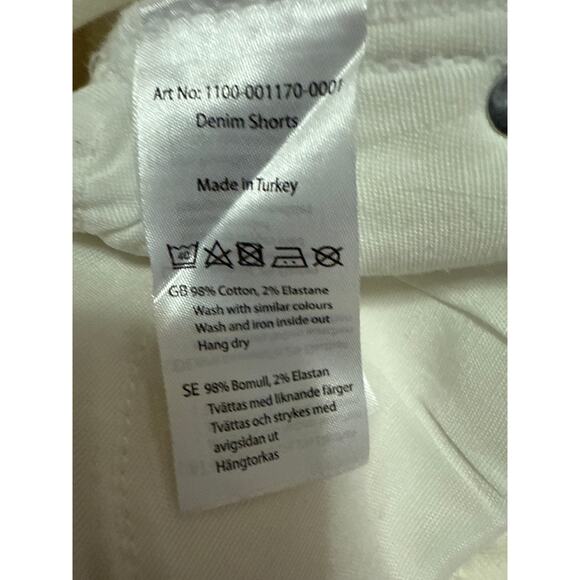 Art No: 1100-001170-000
Denim Shorts
Made in Turkey
40
GB 98% Cotton, 2% Elastane
Wash with similar colours
Wash and iron inside out
Hang dry
SE 98% Bomull, 2% Elastan
Tvättas med liknande färger
Tvättas och strykes med
avigsidan ut
Hängtorkas